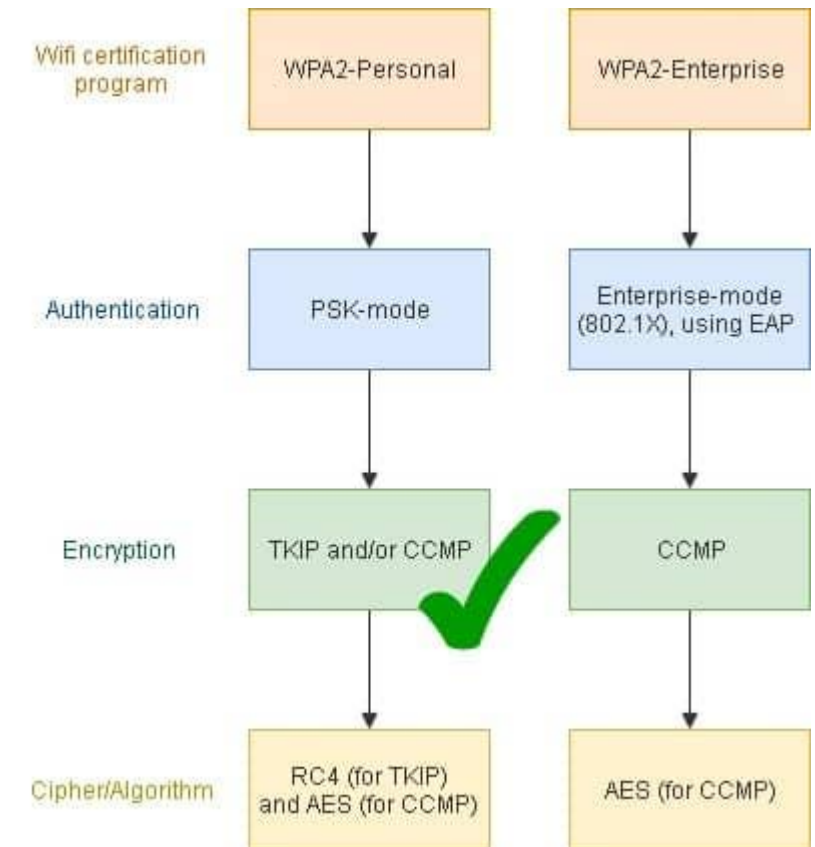 Wifi certification
program
WPA2-Personal
WPA2-Enterprise
Authentication
PSK-mode
Enterprise-mode
(802.1X), using EAP
Encryption
TKIP and/or CCMP
CCMP
Cipher/Algorithm
RC4 (for TKIP)
and AES (for CCMP)
AES (for CCMP)